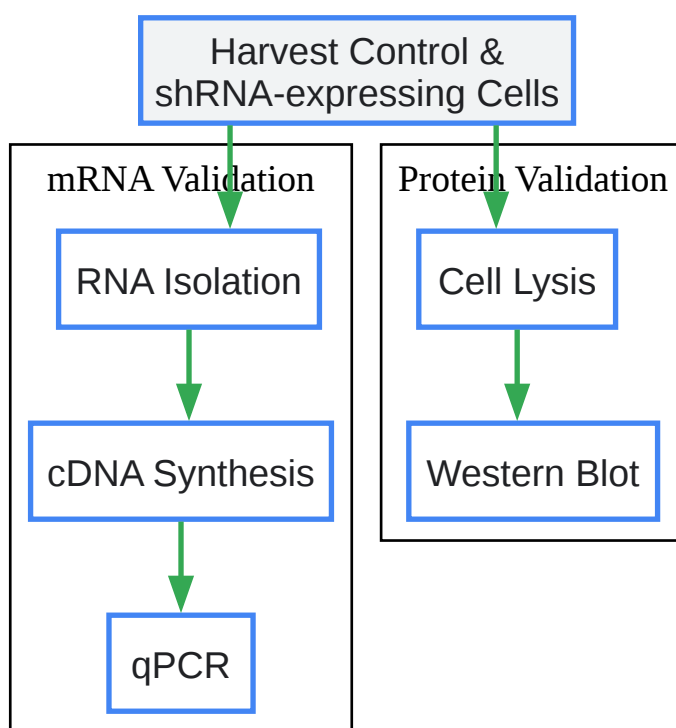 Harvest Control &
shRNA-expressing Cells
mRNA Validation
RNA Isolation
cDNA Synthesis
qPCR
Protein Validation
Cell Lysis
Western Blot